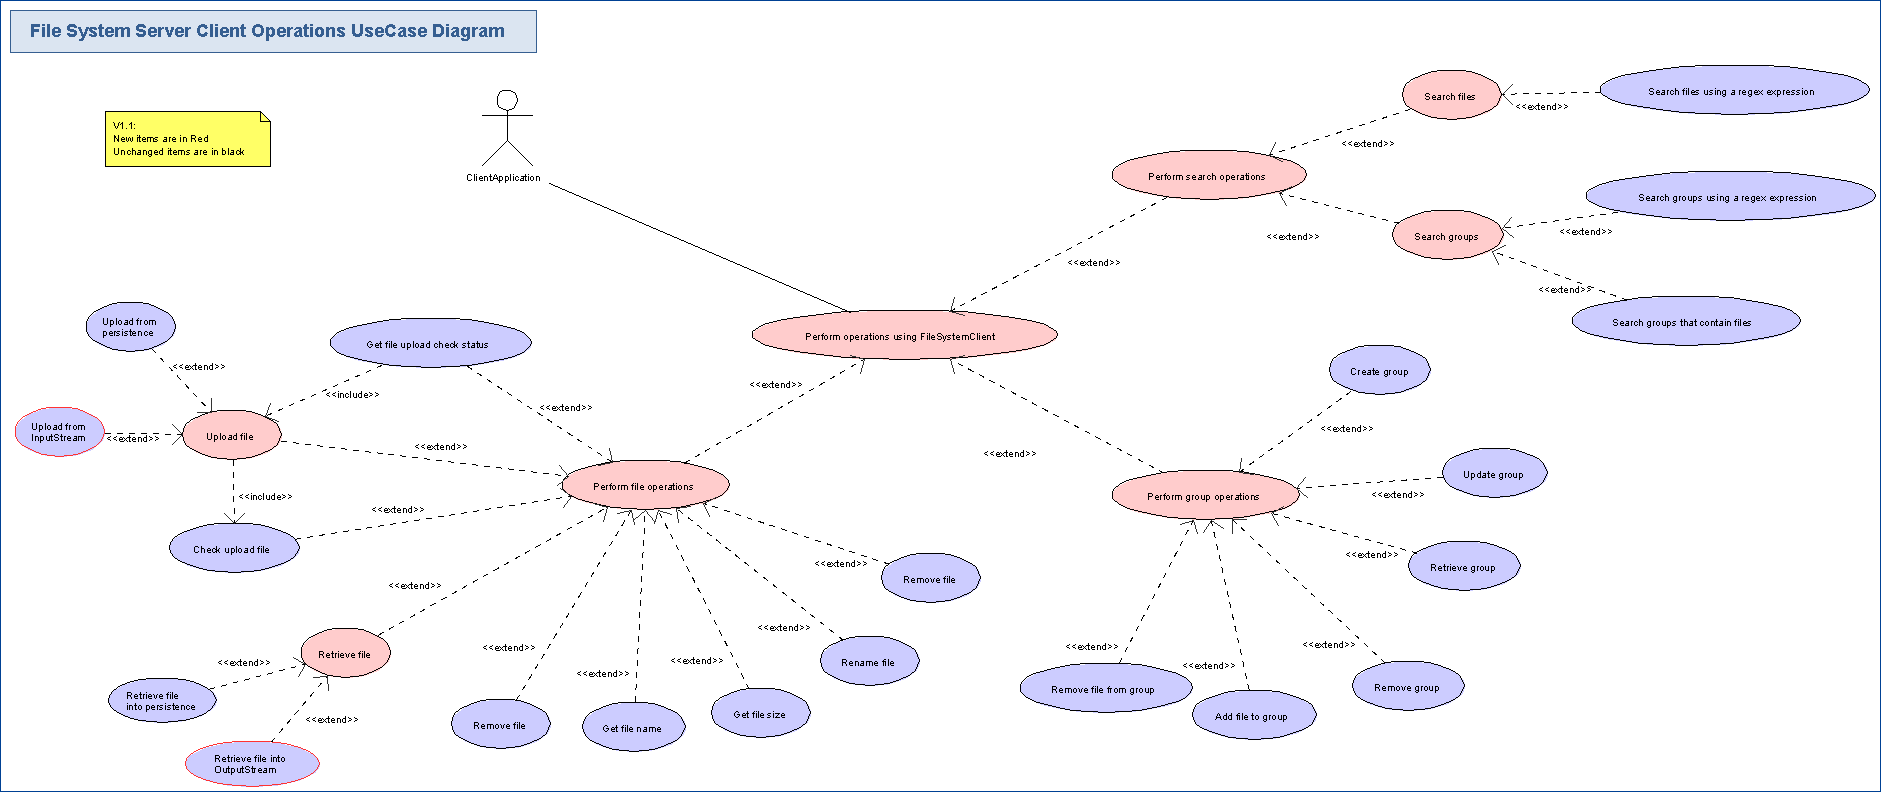 File System Server Client Operations UseCase Diagram
V1.1:
New items are in Red
Unchanged items are in black
ClientApplication
Search files
<<extend>>
Search files using a regex expression
<<extend>>
Perform search operations
Search groups using a regex expression
<<extend>>
Search groups
<<extend>>
<<extend>>
<<extend>>
Search groups that contain files
Upload from
persistence
Get file upload check status
Perform operations using FileSystemClient
<<extend>>
<<include>>
<<extend>>
Create group
<<extend>>
Upload from
InputStream
<<extend>>
Upload file
<<extend>>
<<extend>>
<<extend>>
Perform file operations
Update group
<<extend>>
Perform group operations
<<include>>
<<extend>>
Check upload file
<<extend>>
Retrieve group
<<extend>>
Remove file
<<extend>>
<<extend>>
Retrieve file
<<extend>>
<<extend>>
<<extend>>
<<extend>>
Rename file
<<extend>>
<<extend>>
<<extend>>
Retrieve file
into persistence
<<extend>>
Remove file
Get file name
Get file size
Remove file from group
Add file to group
Remove group
Retrieve file into
OutputStream